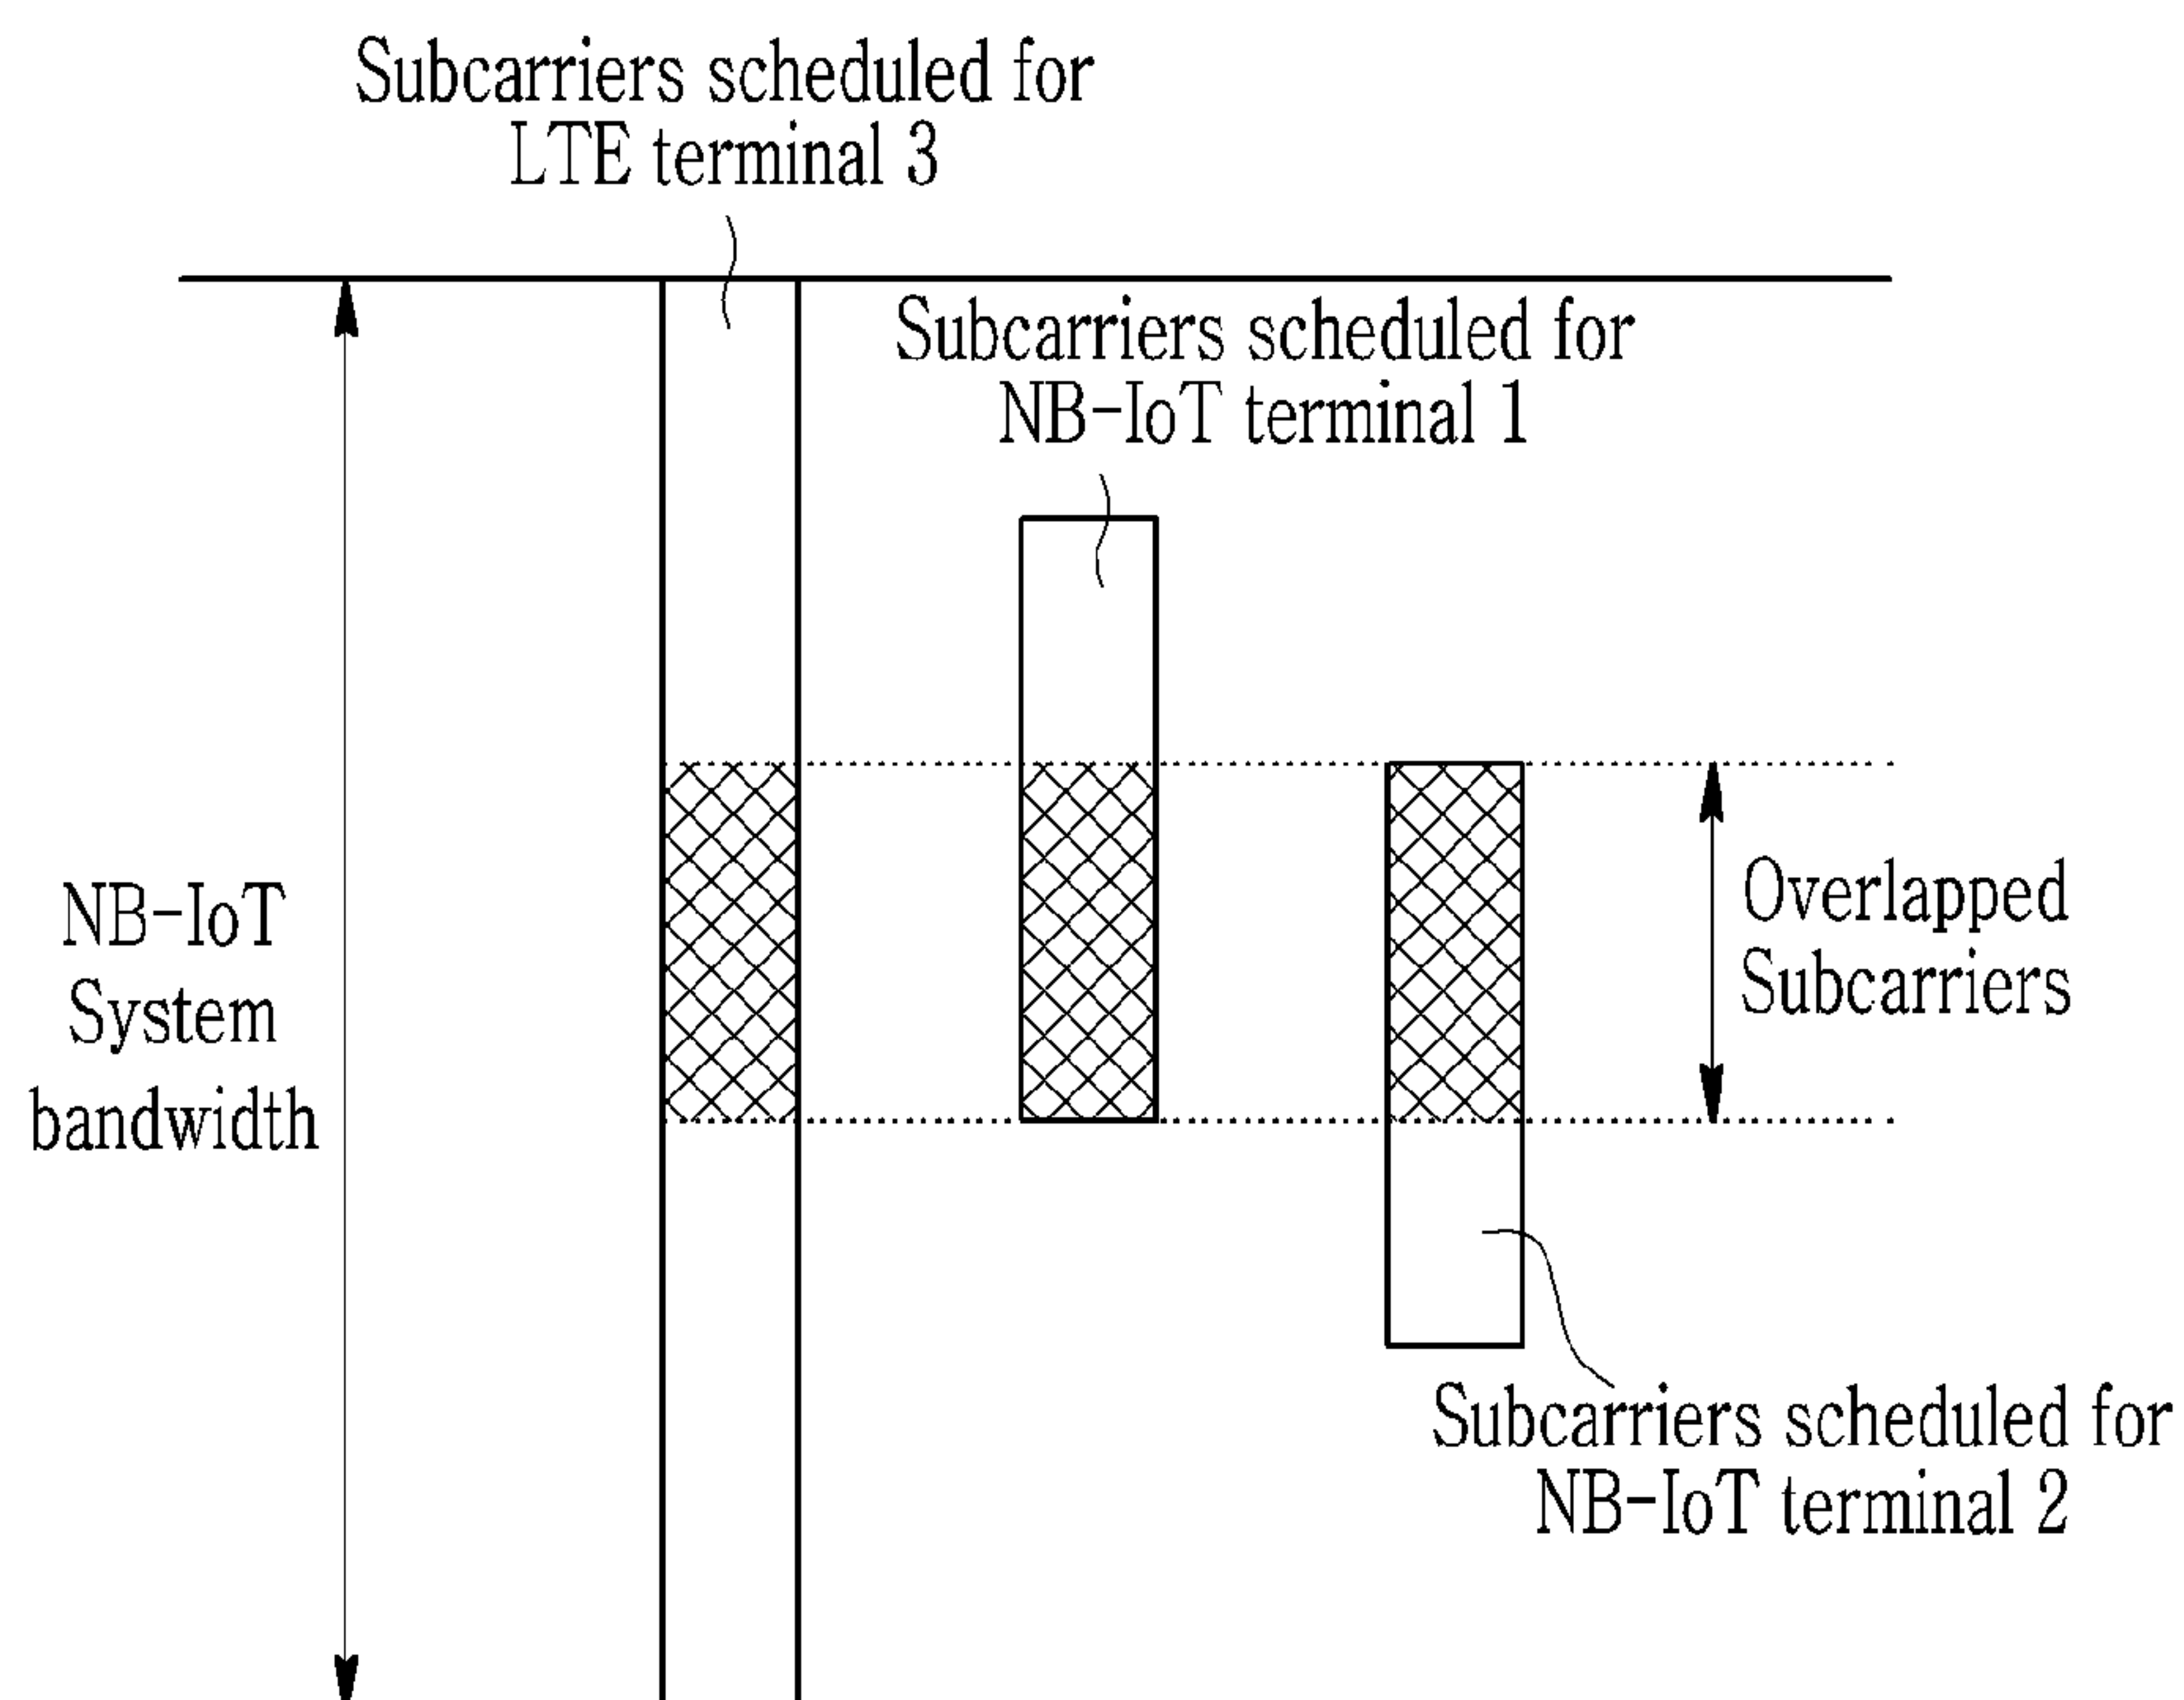 Subcarriers scheduled for
LTE terminal 3
Subcarriers scheduled for
NB-IoT terminal 1
NB-IoT
System
bandwidth
Overlapped
Subcarriers
Subcarriers scheduled for
NB-IoT terminal 2